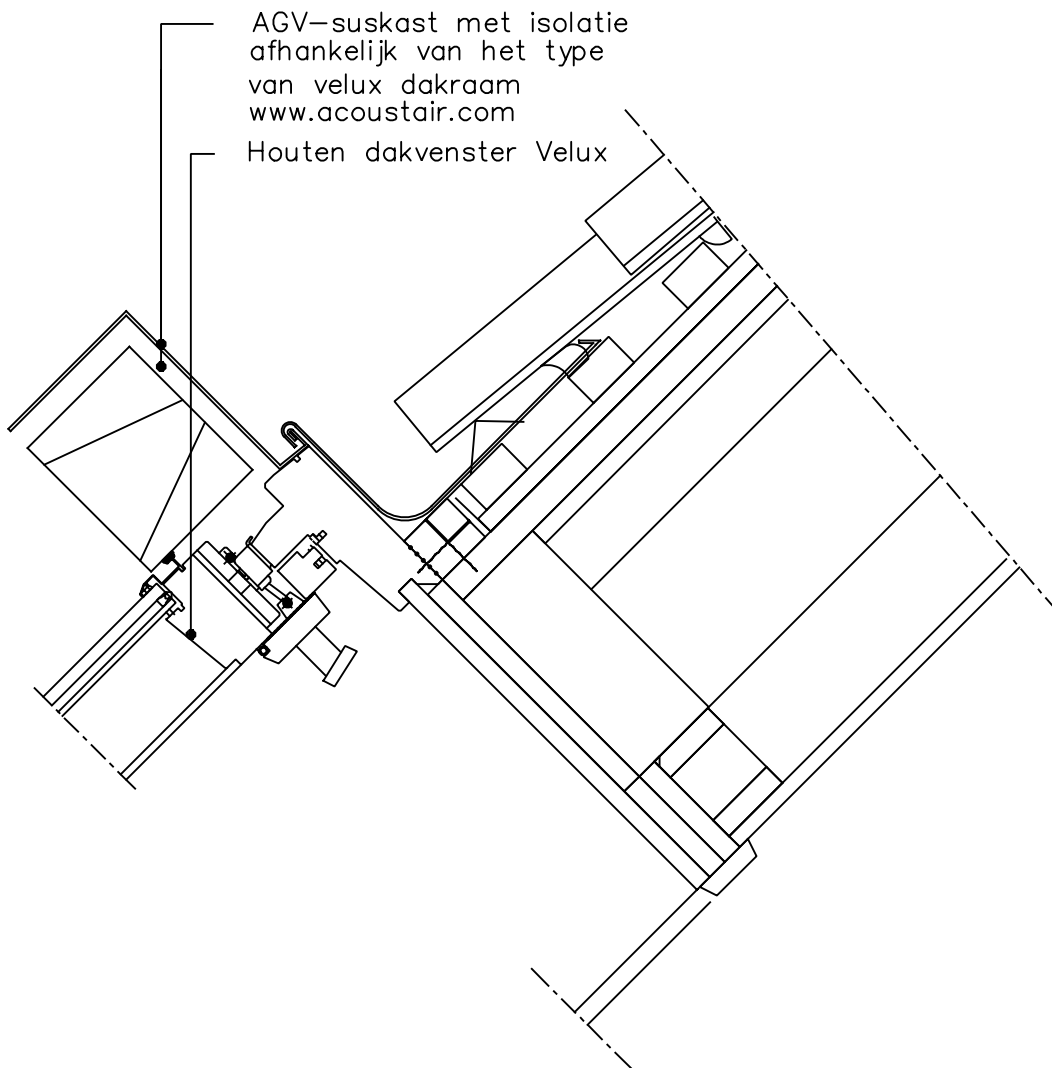 AGV-suskast met isolatie
afhankelijk van het type
van velux dakraam
www.acoustair.com
Houten dakvenster Velux